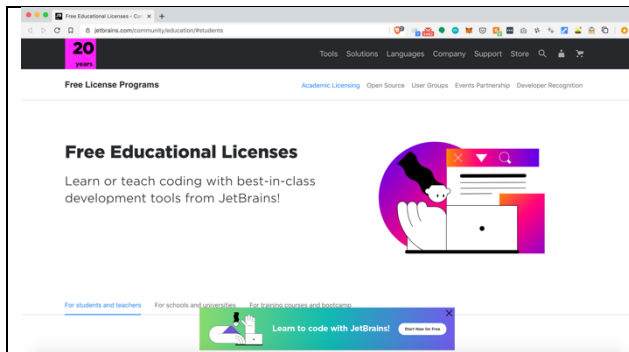 Free Educational Licenses - Co
jetbrains.com/community/education/#students
20
years
Tools Solutions Languages Company Support Store
Free License Programs
Academic Licensing Open Source User Groups Events Partnership Developer Recognition
Free Educational Licenses
Learn or teach coding with best-in-class
development tools from JetBrains!
For students and teachers For schools and universities For training courses and bootcamp
Learn to code with JetBrains! Start Now for Free